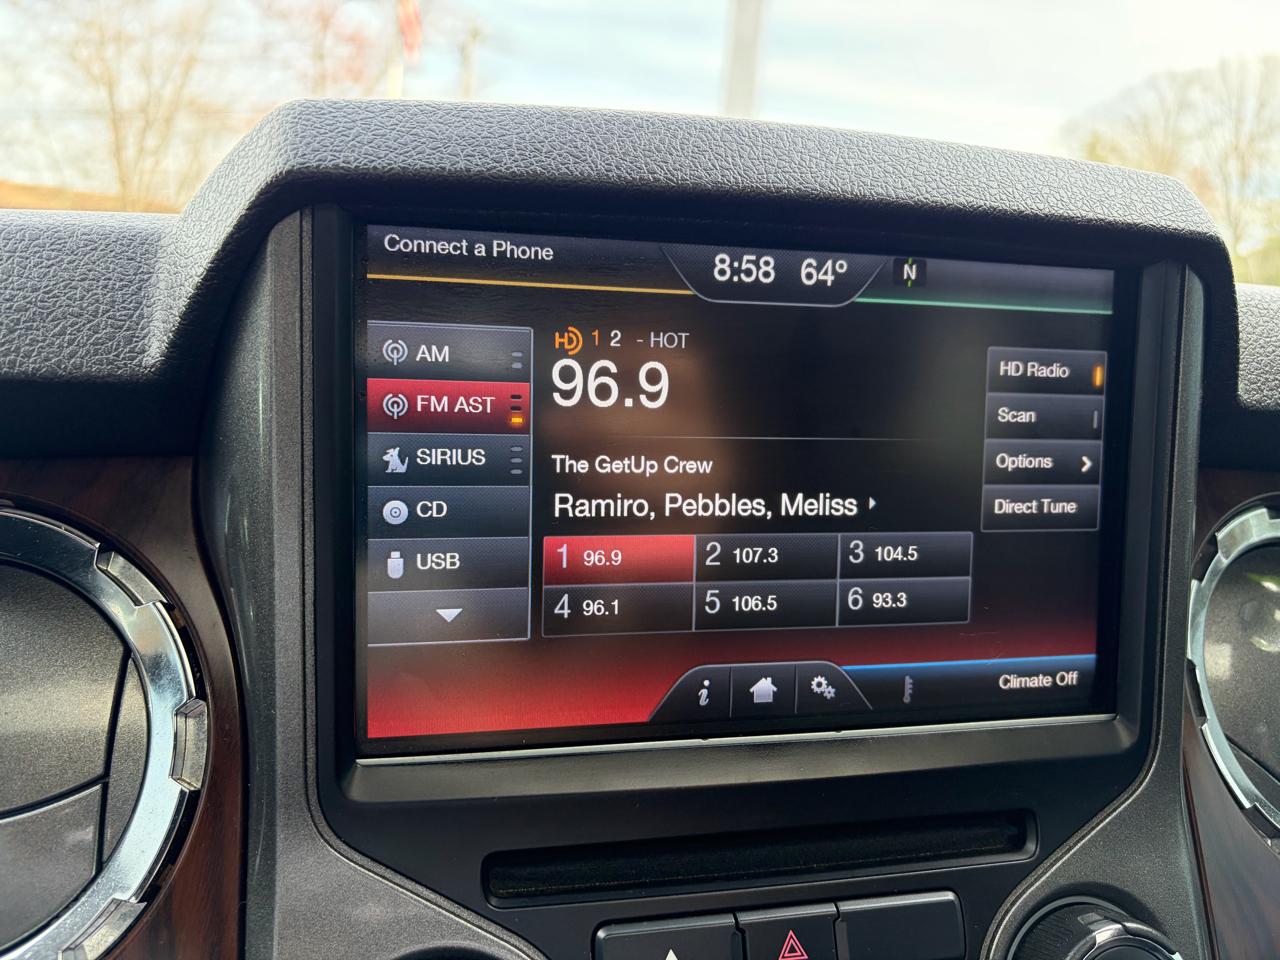 Connect a Phone
8:58 64° N
AM
FM AST
SIRIUS
CD
USB
HD 1 2 - HOT
96.9
The GetUp Crew
Ramiro, Pebbles, Meliss
1 96.9 2 107.3 3 104.5
4 96.1 5 106.5 6 93.3
HD Radio
Scan
Options
Direct Tune
i
Climate Off